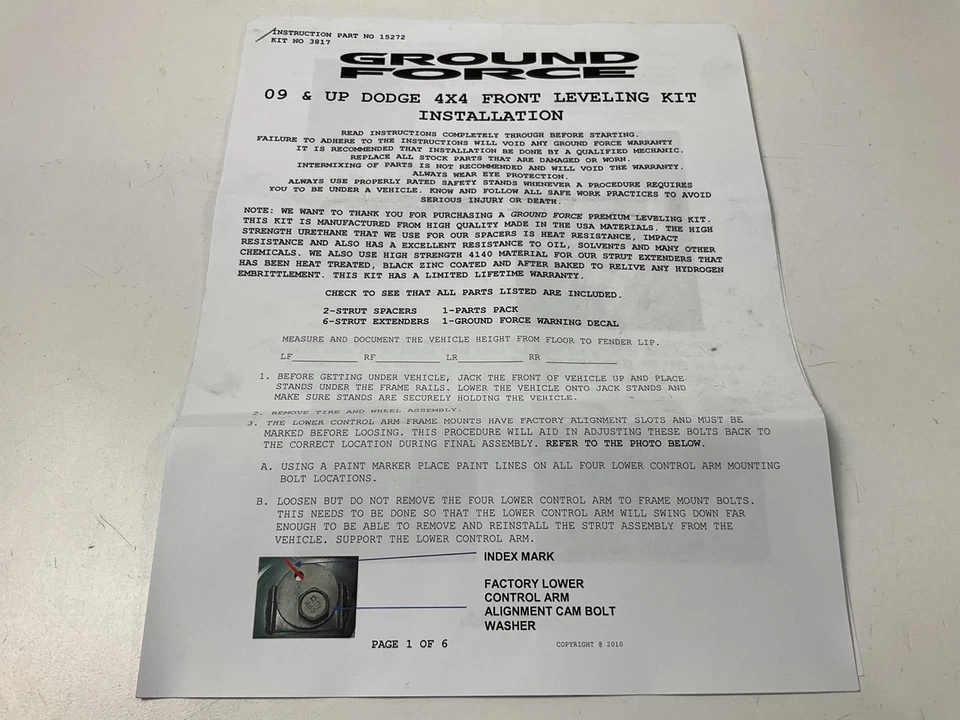 INSTRUCTION PART NO 15272
KIT NO 3817
GROUND
FORCE
09 & UP DODGE 4X4 FRONT LEVELING KIT
INSTALLATION
READ INSTRUCTIONS COMPLETELY THROUGH BEFORE STARTING.
FAILURE TO ADHERE TO THE INSTRUCTIONS WILL VOID ANY GROUND FORCE WARRANTY
IT IS RECOMMENDED THAT INSTALLATION BE DONE BY A QUALIFIED MECHANIC.
REPLACE ALL STOCK PARTS THAT ARE DAMAGED OR WORN.
INTERMIXING OF PARTS IS NOT RECOMMENDED AND WILL VOID THE WARRANTY.
ALWAYS WEAR EYE PROTECTION.
ALWAYS USE PROPERLY RATED SAFETY STANDS WHENEVER A PROCEDURE REQUIRES
YOU TO BE UNDER A VEHICLE. KNOW AND FOLLOW ALL SAFE WORK PRACTICES TO AVOID
SERIOUS INJURY OR DEATH.
NOTE: WE WANT TO THANK YOU FOR PURCHASING A GROUND FORCE PREMIUM LEVELING KIT.
THIS KIT IS MANUFACTURED FROM HIGH QUALITY MADE IN THE USA MATERIALS. THE HIGH
STRENGTH URETHANE THAT WE USE FOR OUR SPACERS IS HEAT RESISTANCE, IMPACT
RESISTANCE AND ALSO HAS A EXCELLENT RESISTANCE TO OIL, SOLVENTS AND MANY OTHER
CHEMICALS. WE ALSO USE HIGH STRENGTH 4140 MATERIAL FOR OUR STRUT EXTENDERS THAT
HAS BEEN HEAT TREATED, BLACK ZINC COATED AND AFTER BAKED TO RELIVE ANY HYDROGEN
EMBRITTLEMENT. THIS KIT HAS A LIMITED LIFETIME WARRANTY.
CHECK TO SEE THAT ALL PARTS LISTED ARE INCLUDED.
2-STRUT SPACERS 1-PARTS PACK
6-STRUT EXTENDERS 1-GROUND FORCE WARNING DECAL
MEASURE AND DOCUMENT THE VEHICLE HEIGHT FROM FLOOR TO FENDER LIP.
LF__________ RF__________ LR__________ RR __________
1. BEFORE GETTING UNDER VEHICLE, JACK THE FRONT OF VEHICLE UP AND PLACE
STANDS UNDER THE FRAME RAILS. LOWER THE VEHICLE ONTO JACK STANDS AND
MAKE SURE STANDS ARE SECURELY HOLDING THE VEHICLE.
2. REMOVE TIRE AND WHEEL ASSEMBLY.
3. THE LOWER CONTROL ARM FRAME MOUNTS HAVE FACTORY ALIGNMENT SLOTS AND MUST BE
MARKED BEFORE LOOSING. THIS PROCEDURE WILL AID IN ADJUSTING THESE BOLTS BACK TO
THE CORRECT LOCATION DURING FINAL ASSEMBLY. REFER TO THE PHOTO BELOW.
A. USING A PAINT MARKER PLACE PAINT LINES ON ALL FOUR LOWER CONTROL ARM MOUNTING
BOLT LOCATIONS.
B. LOOSEN BUT DO NOT REMOVE THE FOUR LOWER CONTROL ARM TO FRAME MOUNT BOLTS.
THIS NEEDS TO BE DONE SO THAT THE LOWER CONTROL ARM WILL SWING DOWN FAR
ENOUGH TO BE ABLE TO REMOVE AND REINSTALL THE STRUT ASSEMBLY FROM THE
VEHICLE. SUPPORT THE LOWER CONTROL ARM.
INDEX MARK
FACTORY LOWER
CONTROL ARM
ALIGNMENT CAM BOLT
WASHER
PAGE 1 OF 6
COPYRIGHT @ 2010